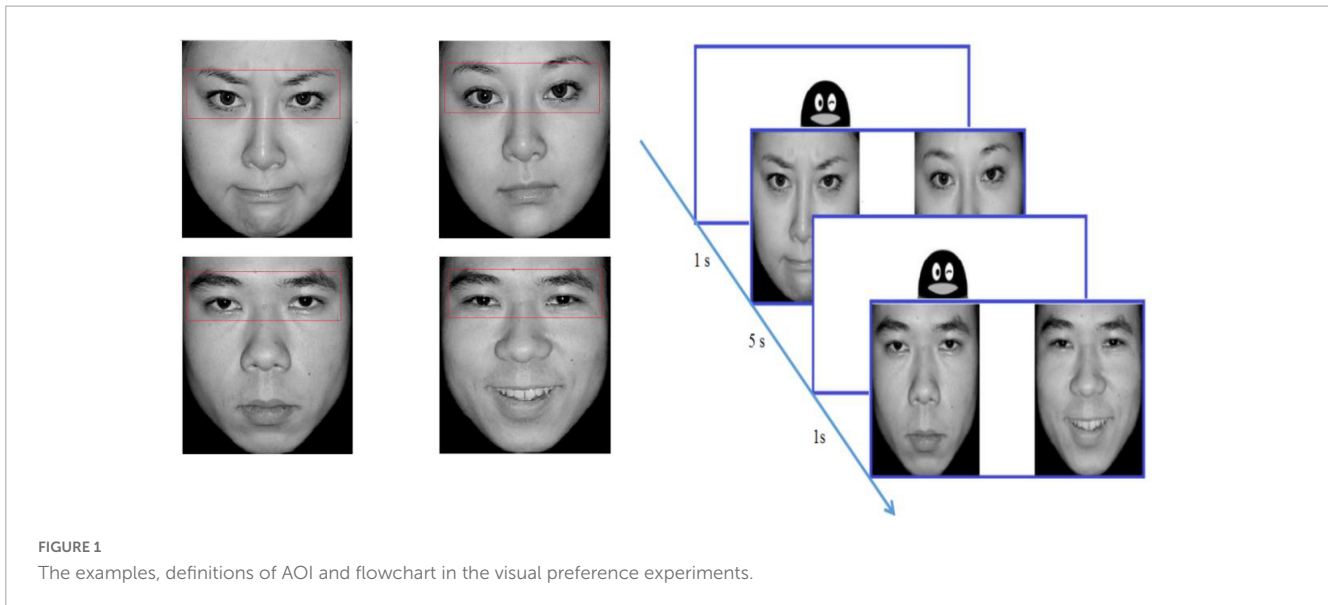 1 s
5 s
1s
FIGURE 1
The examples, definitions of AOI and flowchart in the visual preference experiments.